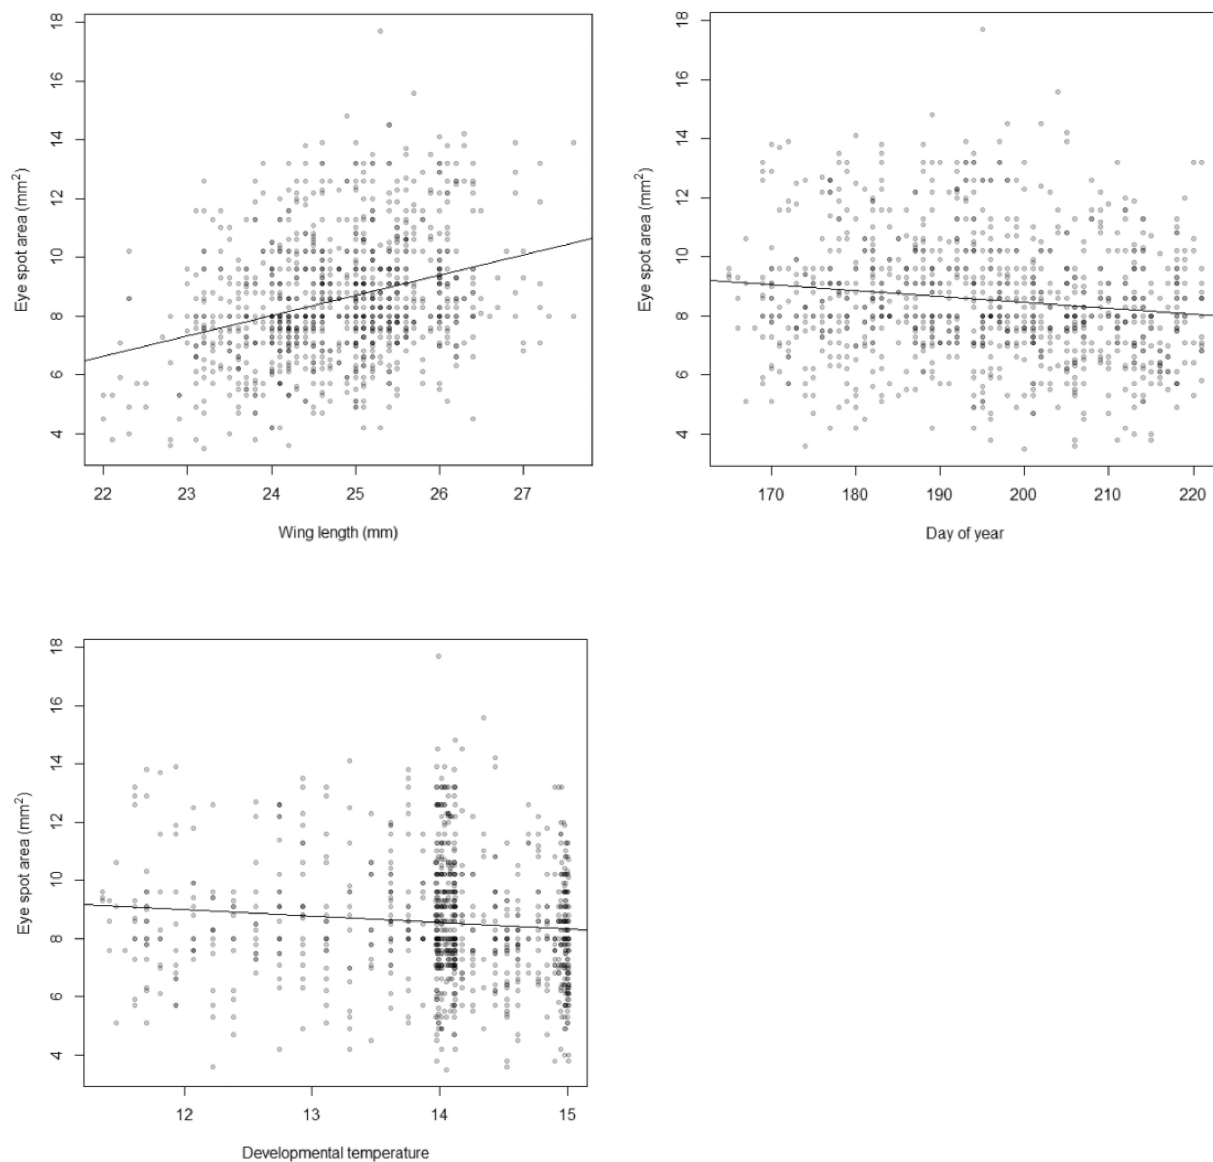 18
16
14
12
10
8
6
4
Eye spot area (mm²)
22 23 24 25 26 27
Wing length (mm)
18
16
14
12
10
8
6
4
Eye spot area (mm²)
170 180 190 200 210 220
Day of year
18
16
14
12
10
8
6
4
Eye spot area (mm²)
12 13 14 15
Developmental temperature